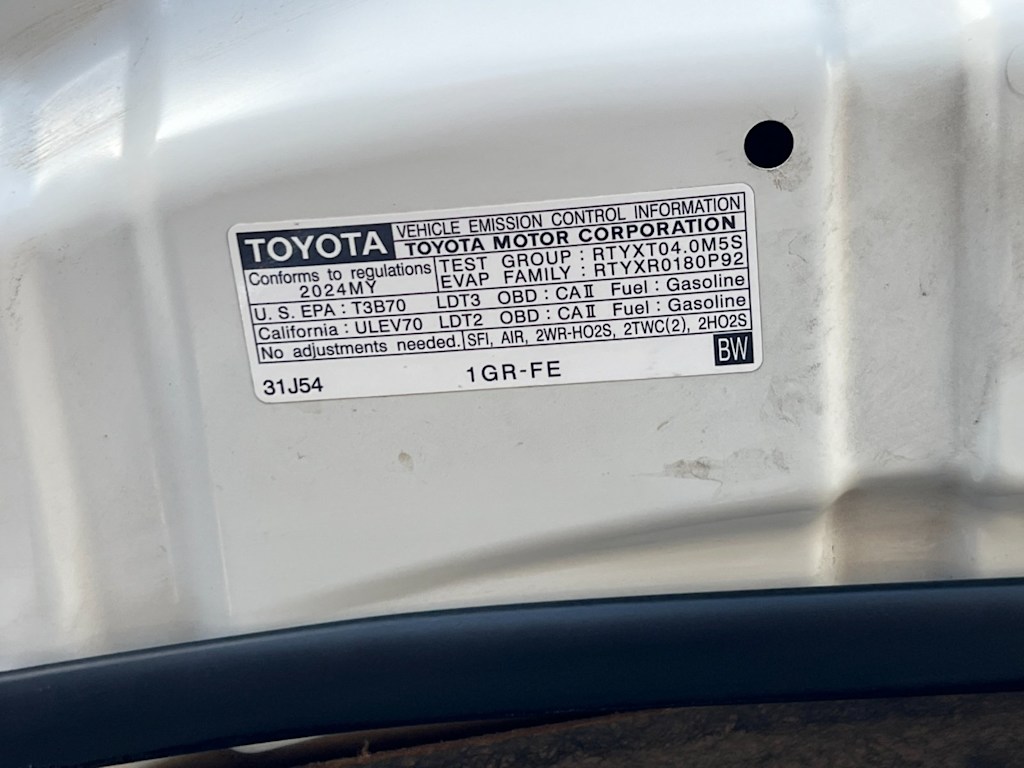 TOYOTA VEHICLE EMISSION CONTROL INFORMATION
TOYOTA MOTOR CORPORATION
Conforms to regulations
2024MY
TEST GROUP : RTYXT04.0M5S
EVAP FAMILY : RTYXR0180P92
U. S. EPA : T3B70 LDT3 OBD : CAⅡ Fuel : Gasoline
California : ULEV70 LDT2 OBD : CAⅡ Fuel : Gasoline
No adjustments needed. SFI, AIR, 2WR-HO2S, 2TWC(2), 2HO2S
31J54 1GR-FE BW